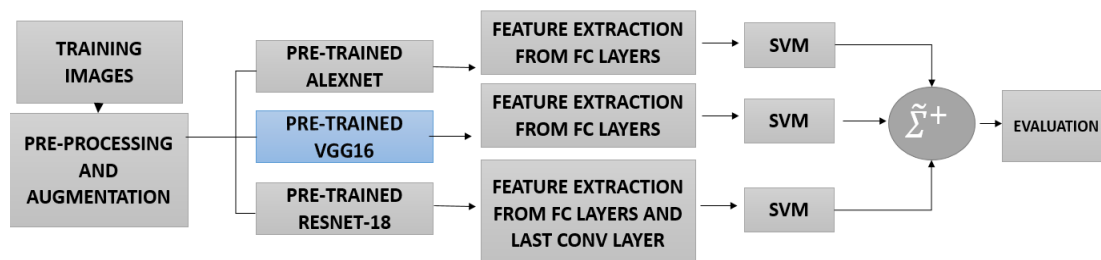 TRAINING
IMAGES
PRE-PROCESSING
AND
AUGMENTATION
PRE-TRAINED
ALEXNET
FEATURE EXTRACTION
FROM FC LAYERS
SVM
PRE-TRAINED
VGG16
FEATURE EXTRACTION
FROM FC LAYERS
SVM
PRE-TRAINED
RESNET-18
FEATURE EXTRACTION
FROM FC LAYERS AND
LAST CONV LAYER
SVM
Σ̃⁺
EVALUATION